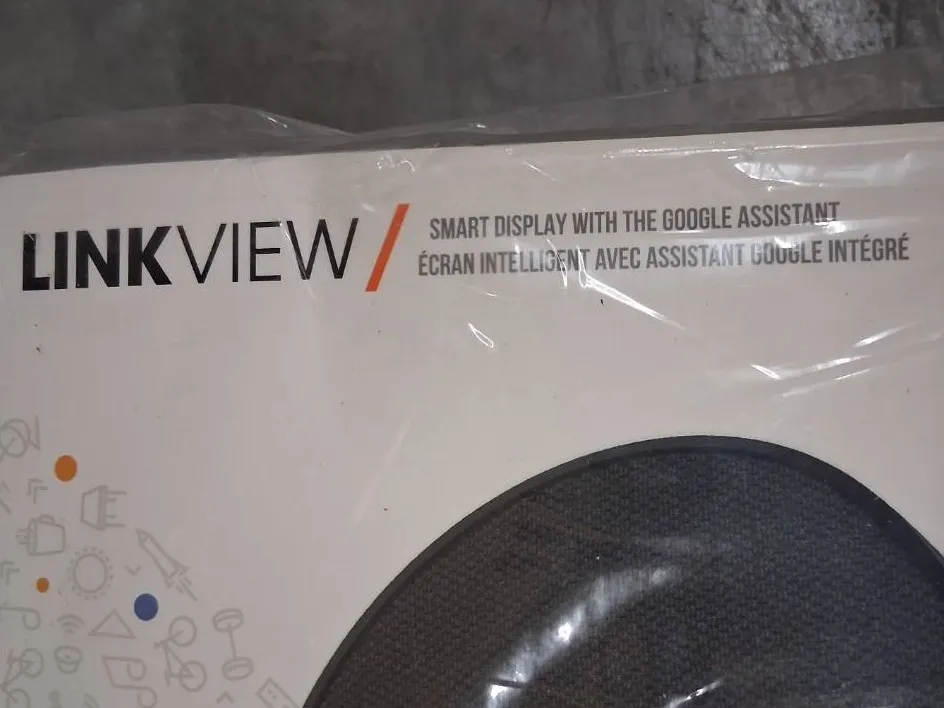 LINKVIEW / SMART DISPLAY WITH THE GOOGLE ASSISTANT
ÉCRAN INTELLIGENT AVEC ASSISTANT GOOGLE INTÉGRÉ